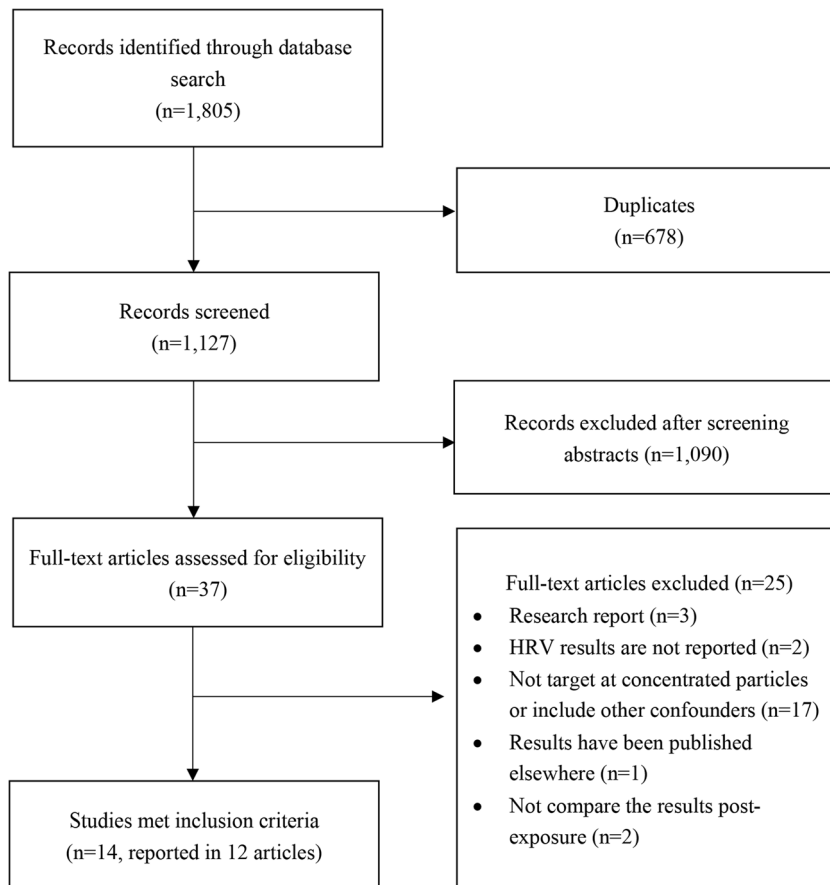 Records identified through database
search
(n=1,805)
Duplicates
(n=678)
Records screened
(n=1,127)
Records excluded after screening
abstracts (n=1,090)
Full-text articles assessed for eligibility
(n=37)
Full-text articles excluded (n=25)
• Research report (n=3)
• HRV results are not reported (n=2)
• Not target at concentrated particles
or include other confounders (n=17)
• Results have been published
elsewhere (n=1)
• Not compare the results post-
exposure (n=2)
Studies met inclusion criteria
(n=14, reported in 12 articles)